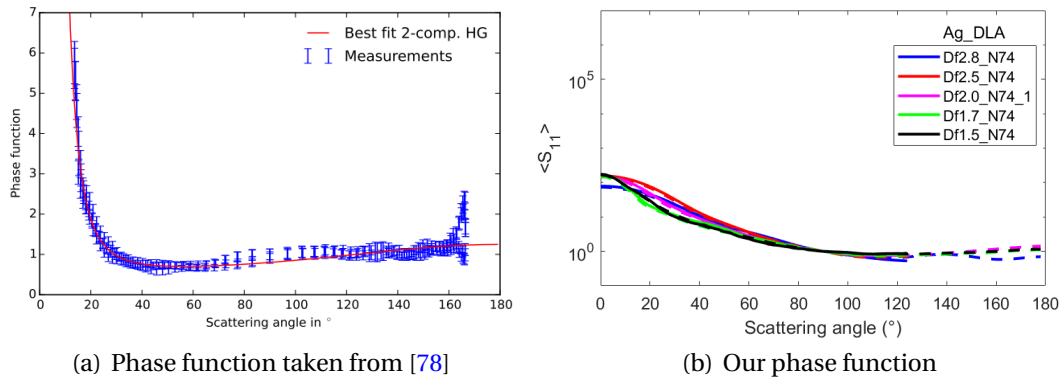 7
6
5
4
3
2
1
0
Phase function
Best fit 2-comp. HG
Measurements
0 20 40 60 80 100 120 140 160 180
Scattering angle in °
(a) Phase function taken from [78]
<S11>
10^5
10^0
Ag_DLA
Df2.8_N74
Df2.5_N74
Df2.0_N74_1
Df1.7_N74
Df1.5_N74
0 20 40 60 80 100 120 140 160 180
Scattering angle (°)
(b) Our phase function